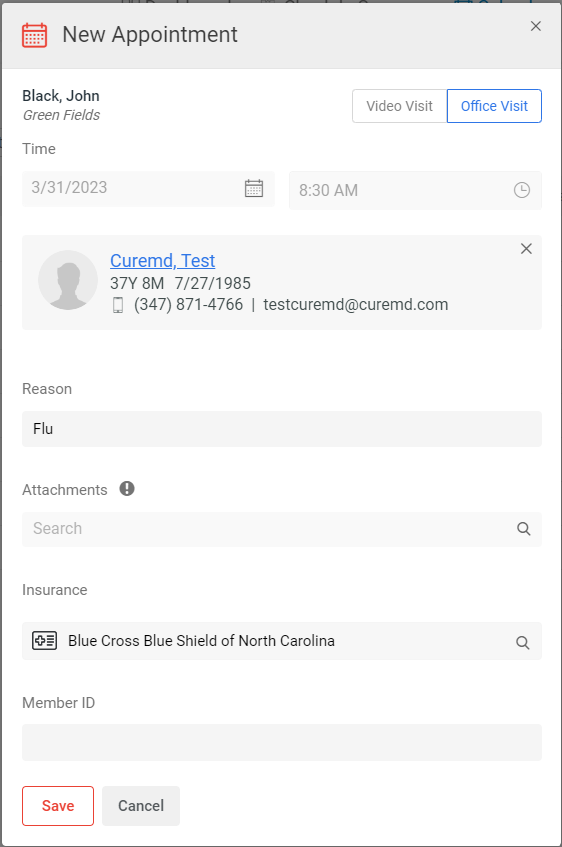 New Appointment
Black, John
Green Fields
Video Visit Office Visit
Time
3/31/2023 8:30 AM
Curemd, Test
37Y 8M 7/27/1985
(347) 871-4766 | testcuremd@curemd.com
Reason
Flu
Attachments
Search
Insurance
Blue Cross Blue Shield of North Carolina
Member ID
Save Cancel